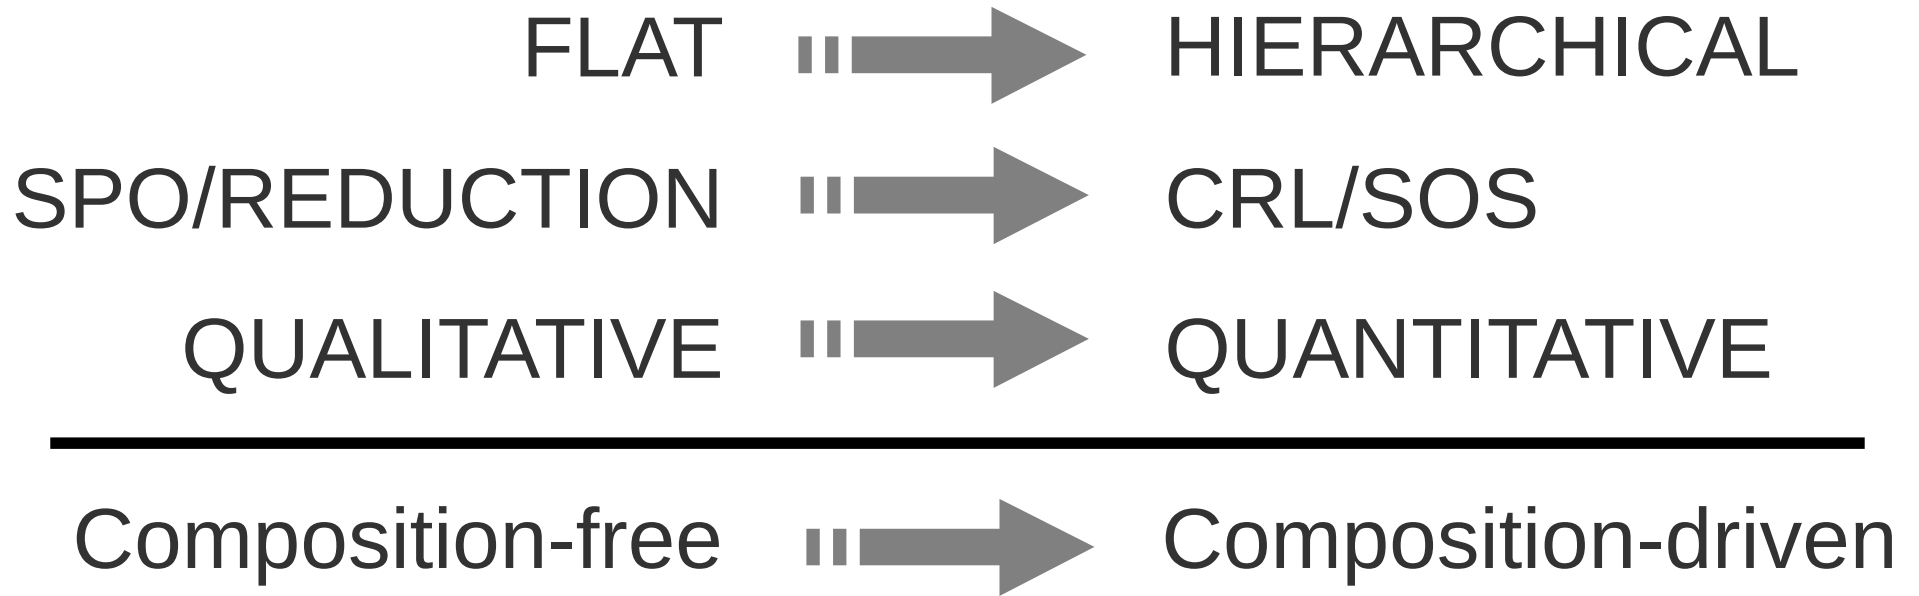 FLAT HIERARCHICAL
SPO/REDUCTION CRL/SOS
QUALITATIVE QUANTITATIVE
Composition-free Composition-driven